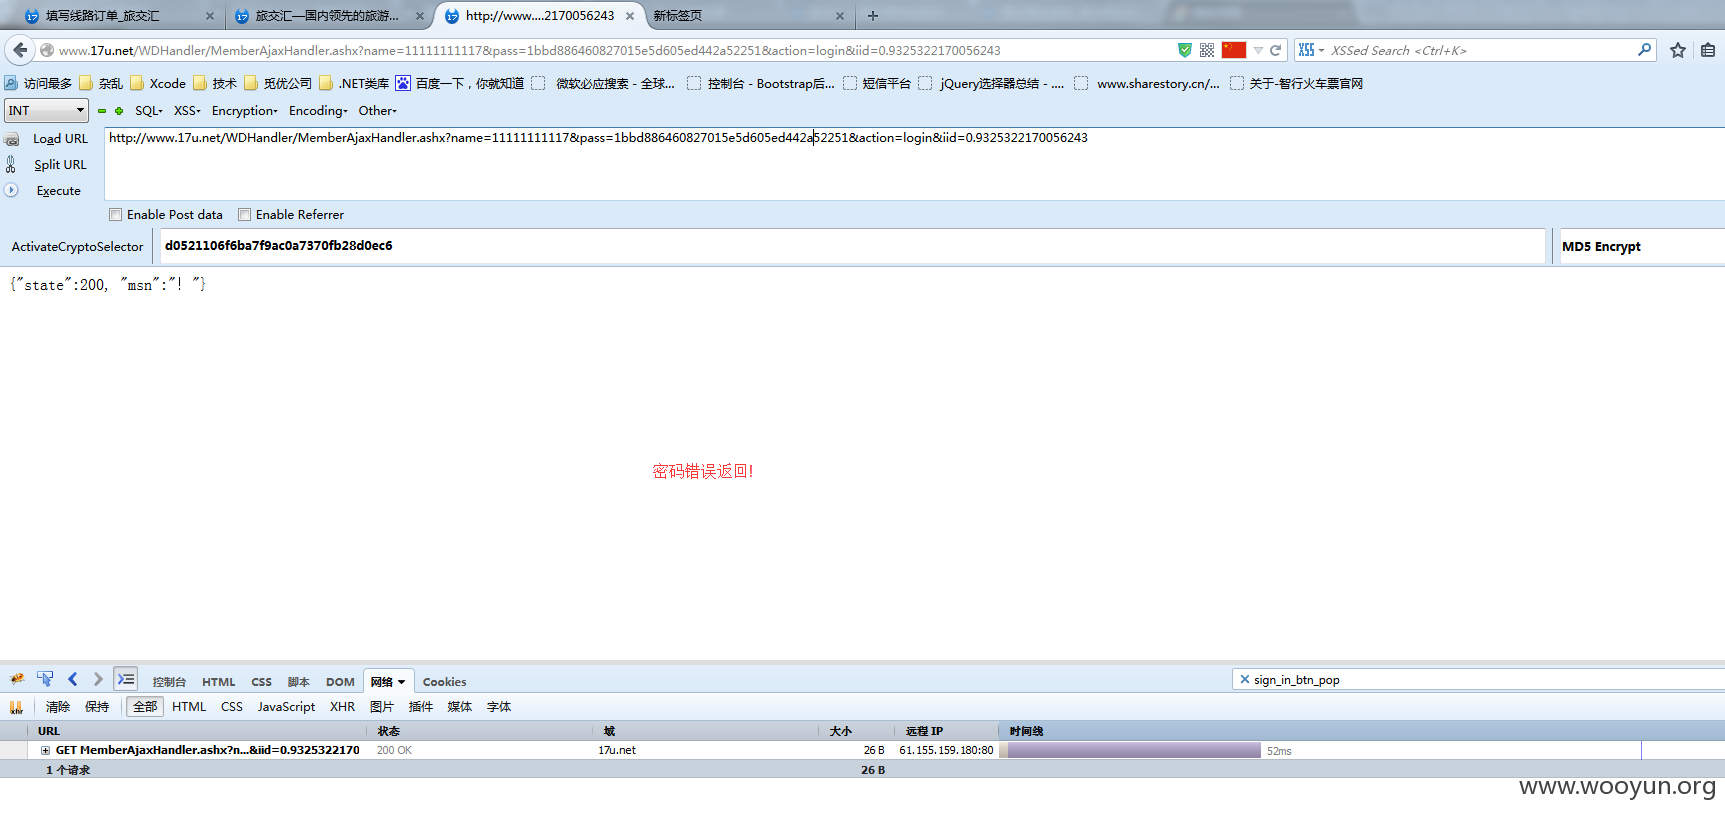 填写线路订单_旅交汇
旅交汇—国内领先的旅游...
http://www....2170056243
新标签页
www.17u.net/WDHandler/MemberAjaxHandler.ashx?name=11111111117&pass=1bbd886460827015e5d605ed442a52251&action=login&iid=0.9325322170056243
XSSed Search <Ctrl+K>
访问最多 杂乱 Xcode 技术 觅优公司 .NET类库 百度一下，你就知道 微软必应搜索 - 全球... 控制台 - Bootstrap后... 短信平台 jQuery选择器总结 - .... www.sharestory.cn/... 关于-智行火车票官网
INT SQL- XSS- Encryption- Encoding- Other-
Load URL http://www.17u.net/WDHandler/MemberAjaxHandler.ashx?name=11111111117&pass=1bbd886460827015e5d605ed442a52251&action=login&iid=0.9325322170056243
Split URL
Execute
Enable Post data Enable Referrer
ActivateCryptoSelector d0521106f6ba7f9ac0a7370fb28d0ec6 MD5 Encrypt
{"state":200, "msn":"! "}
密码错误返回!
控制台 HTML CSS 脚本 DOM 网络 Cookies sign_in_btn_pop
清除 保持 全部 HTML CSS JavaScript XHR 图片 插件 媒体 字体
URL 状态 域 大小 远程 IP 时间线
GET MemberAjaxHandler.ashx?n...&iid=0.9325322170 200 OK 17u.net 26 B 61.155.159.180:80 52ms
1 个请求 26 B
www.wooyun.org